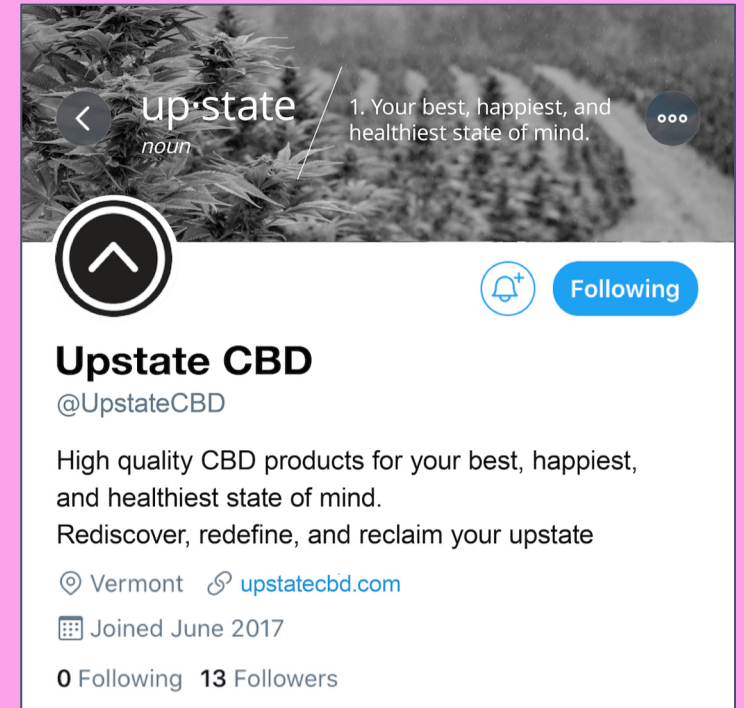 up·state
noun
1. Your best, happiest, and
healthiest state of mind.
Following
Upstate CBD
@UpstateCBD
High quality CBD products for your best, happiest,
and healthiest state of mind.
Rediscover, redefine, and reclaim your upstate
Vermont upstatecbd.com
Joined June 2017
0 Following 13 Followers